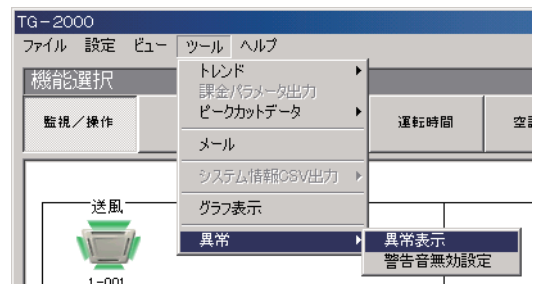 TG-2000
ファイル 設定 ビュー ツール ヘルプ
機能選択
監視／操作
運転時間
トレンド
課金パラメータ出力
ピークカットデータ
メール
システム情報CSV出力
グラフ表示
異常
異常表示
警告音無効設定
送風
1-001